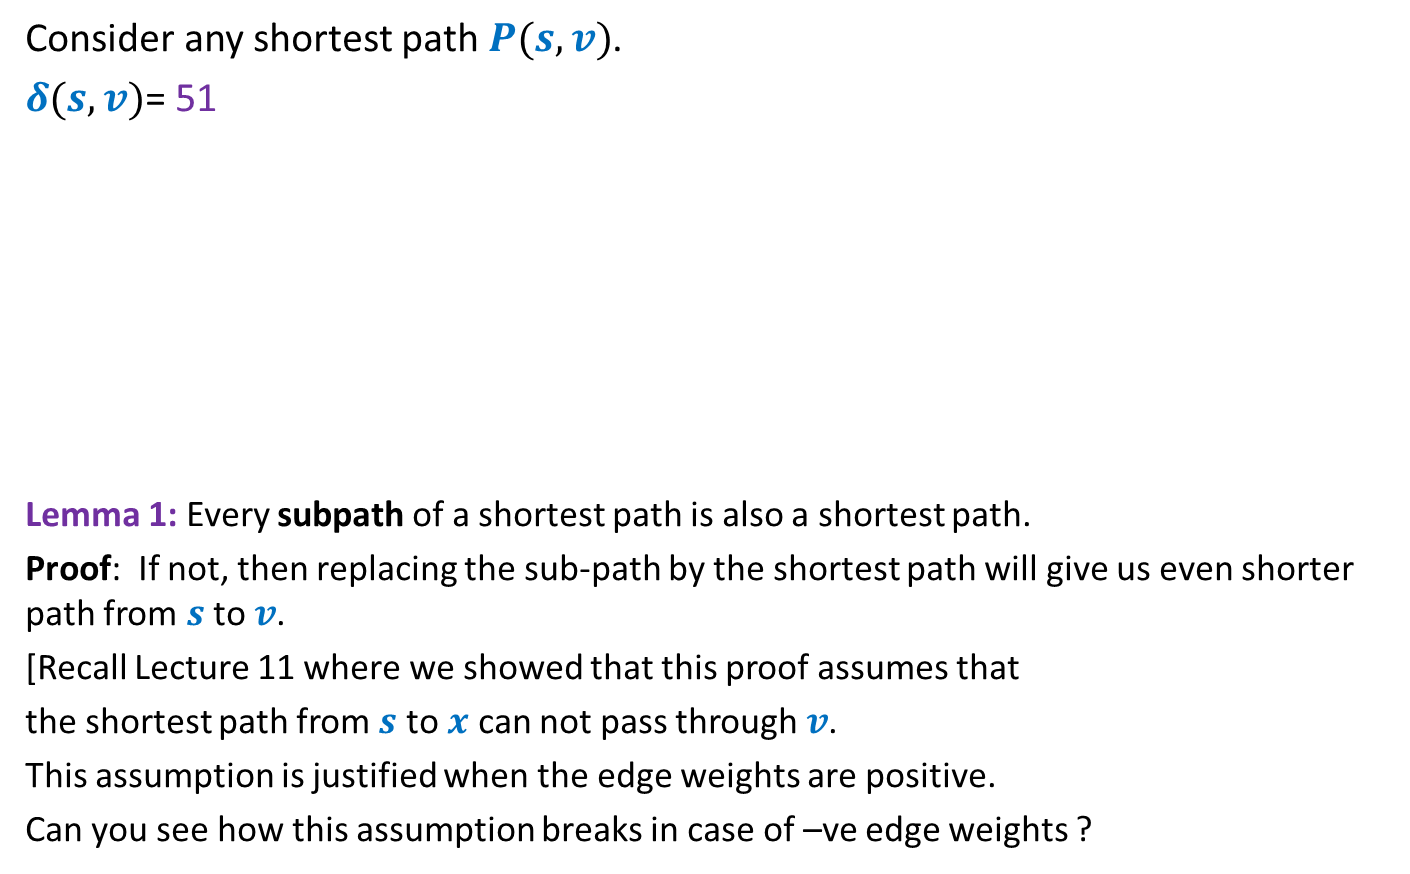 Consider any shortest path P(s, v).
δ(s, v)= 51
Lemma 1: Every subpath of a shortest path is also a shortest path.
Proof: If not, then replacing the sub-path by the shortest path will give us even shorter
path from s to v.
[Recall Lecture 11 where we showed that this proof assumes that
the shortest path from s to x can not pass through v.
This assumption is justified when the edge weights are positive.
Can you see how this assumption breaks in case of –ve edge weights ?